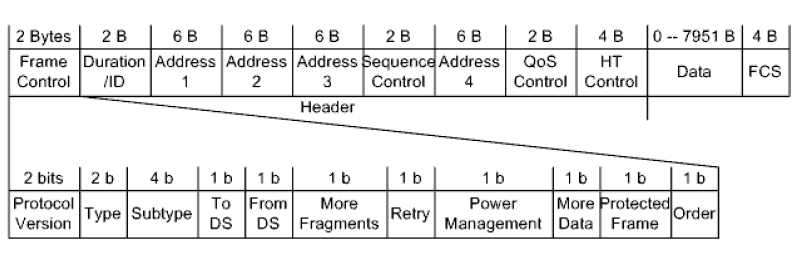 2 Bytes 2 B 6 B 6 B 6 B 2 B 6 B 2 B 4 B 0 -- 7951 B 4 B
Frame Control Duration /ID Address 1 Address 2 Address 3 Sequence Control Address 4 QoS Control HT Control Data FCS
Header
2 bits 2 b 4 b 1 b 1 b 1 b 1 b 1 b 1 b 1 b 1 b
Protocol Version Type Subtype To DS From DS More Fragments Retry Power Management More Data Protected Frame Order